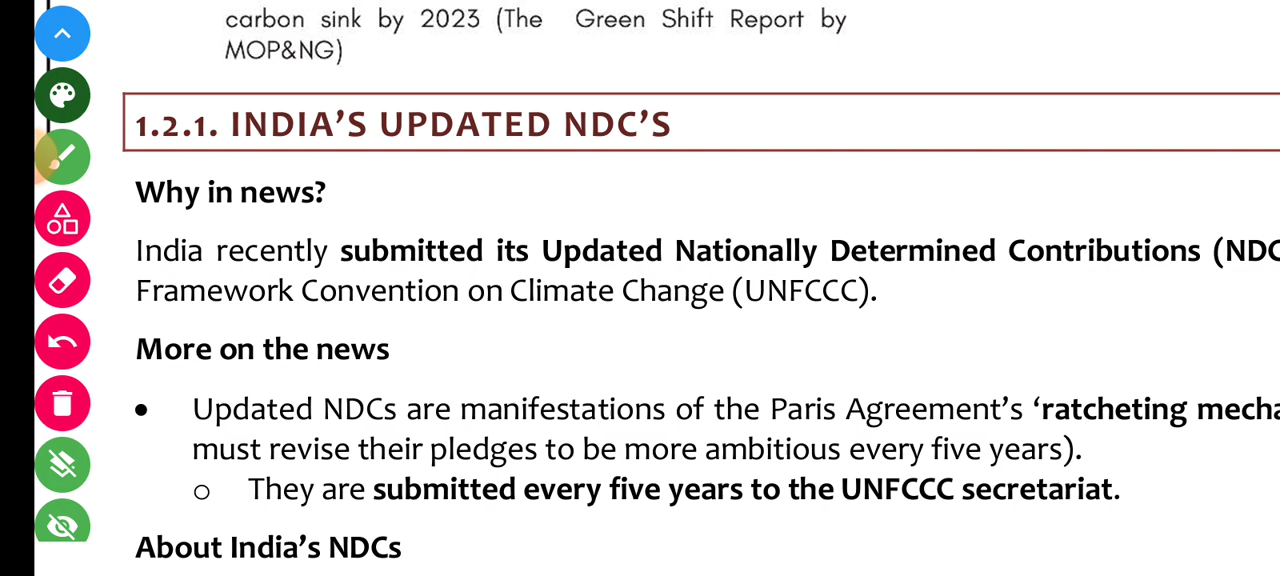 carbon sink by 2023 (The Green Shift Report by
MOP&NG)
1.2.1. INDIA’S UPDATED NDC’S
Why in news?
India recently submitted its Updated Nationally Determined Contributions (NDC
Framework Convention on Climate Change (UNFCCC).
More on the news
• Updated NDCs are manifestations of the Paris Agreement’s ‘ratcheting mecha
must revise their pledges to be more ambitious every five years).
o They are submitted every five years to the UNFCCC secretariat.
About India’s NDCs